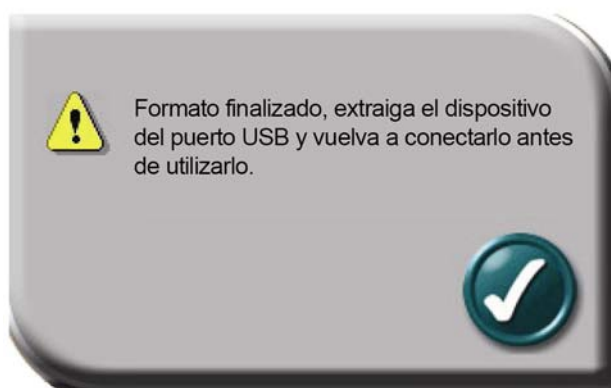 Formato finalizado, extraiga el dispositivo
del puerto USB y vuelva a conectarlo antes
de utilizarlo.